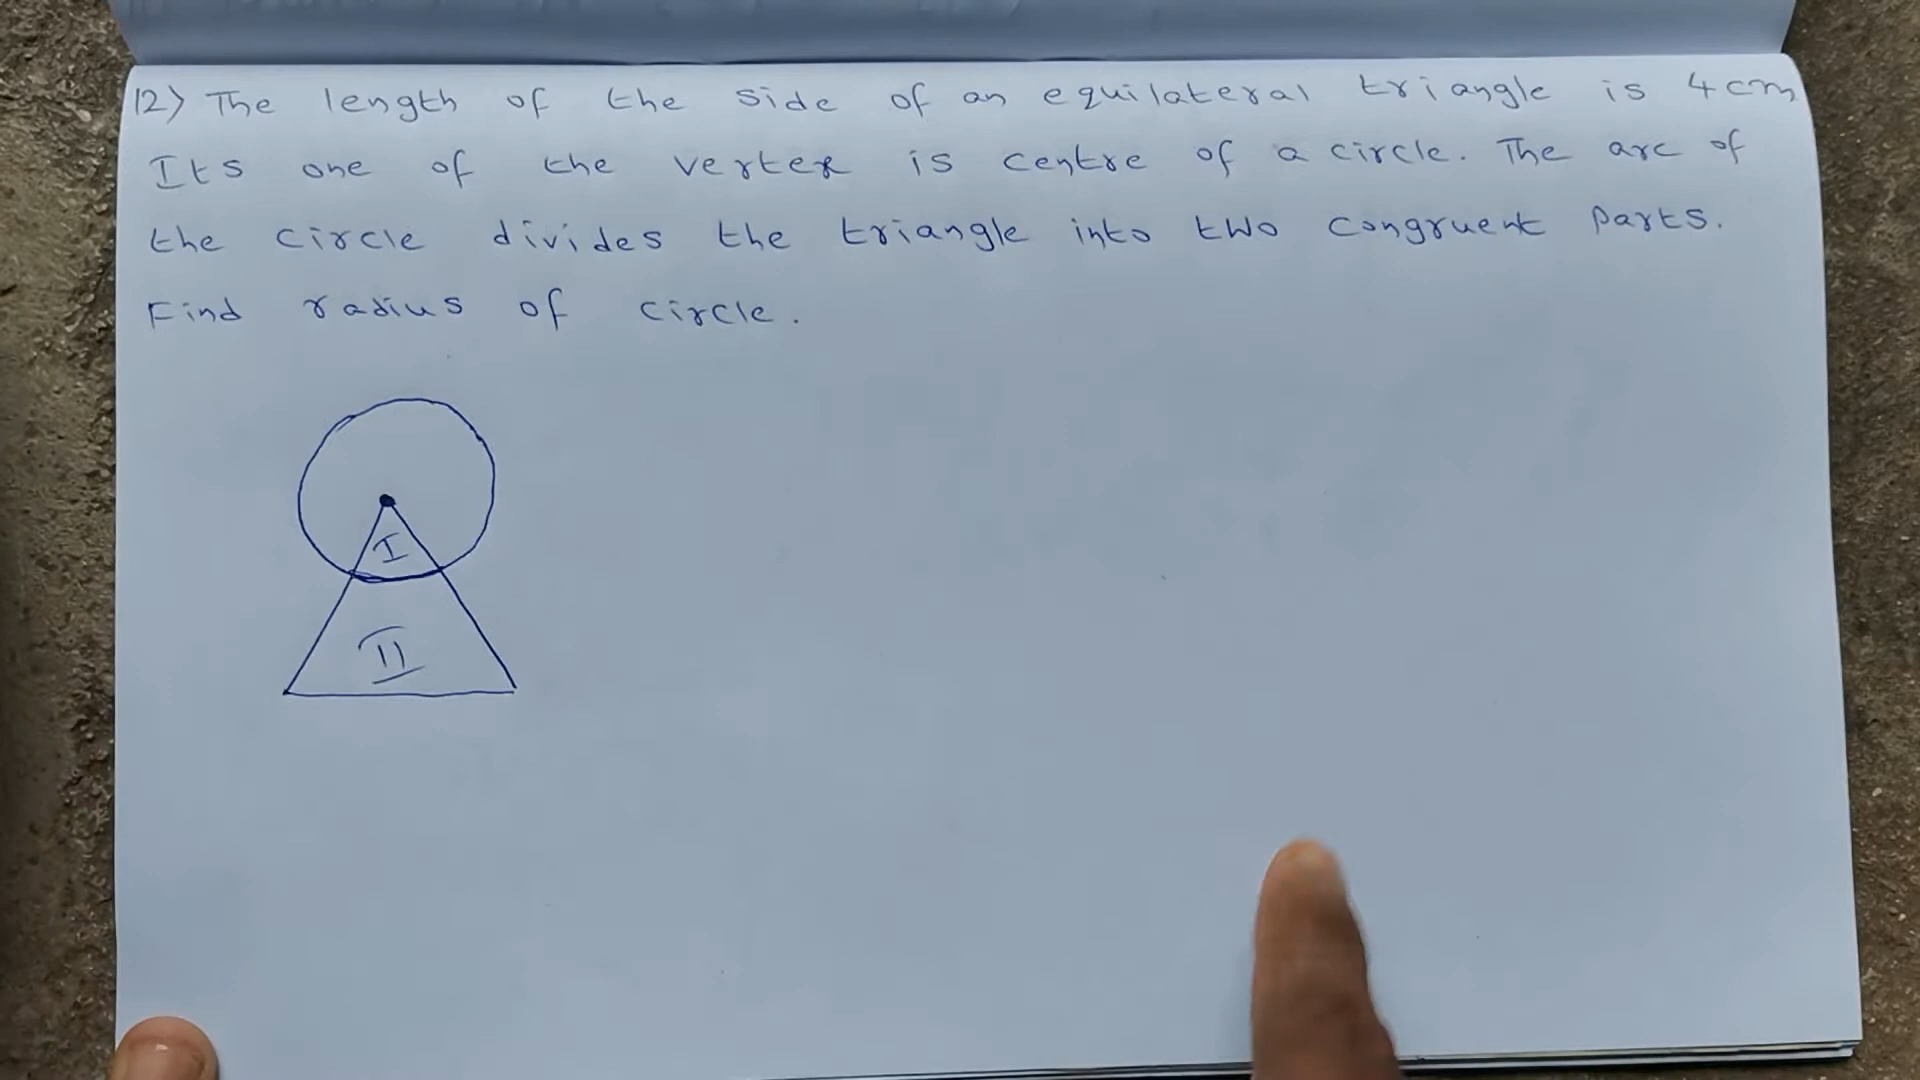 12) The length of the side of an equilateral triangle is 4cm
Its one of the vertex is centre of a circle. The arc of
the circle divides the triangle into two congruent parts.
Find radius of circle.
I
II